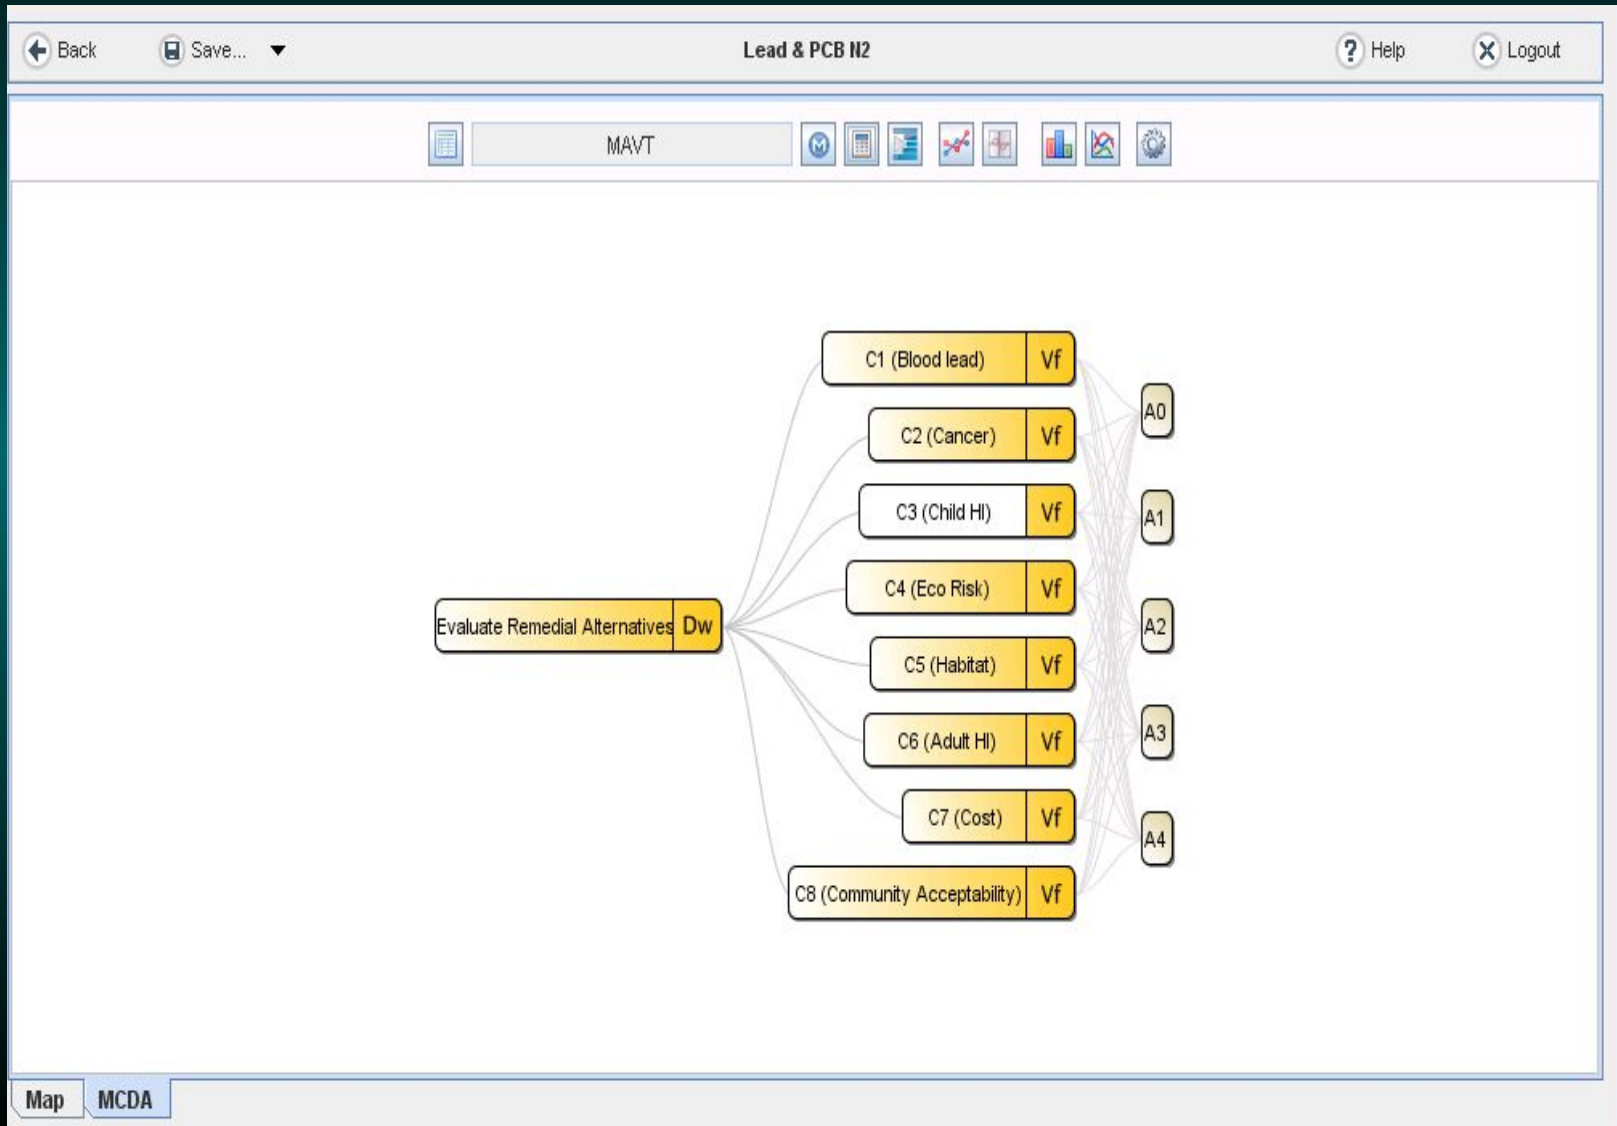 Back Save... Lead & PCB N2 Help Logout
MAVT
C1 (Blood lead) Vf
A0
C2 (Cancer) Vf
C3 (Child HI) Vf
A1
C4 (Eco Risk) Vf
Evaluate Remedial Alternatives Dw
A2
C5 (Habitat) Vf
C6 (Adult HI) Vf
A3
C7 (Cost) Vf
A4
C8 (Community Acceptability) Vf
Map MCDA